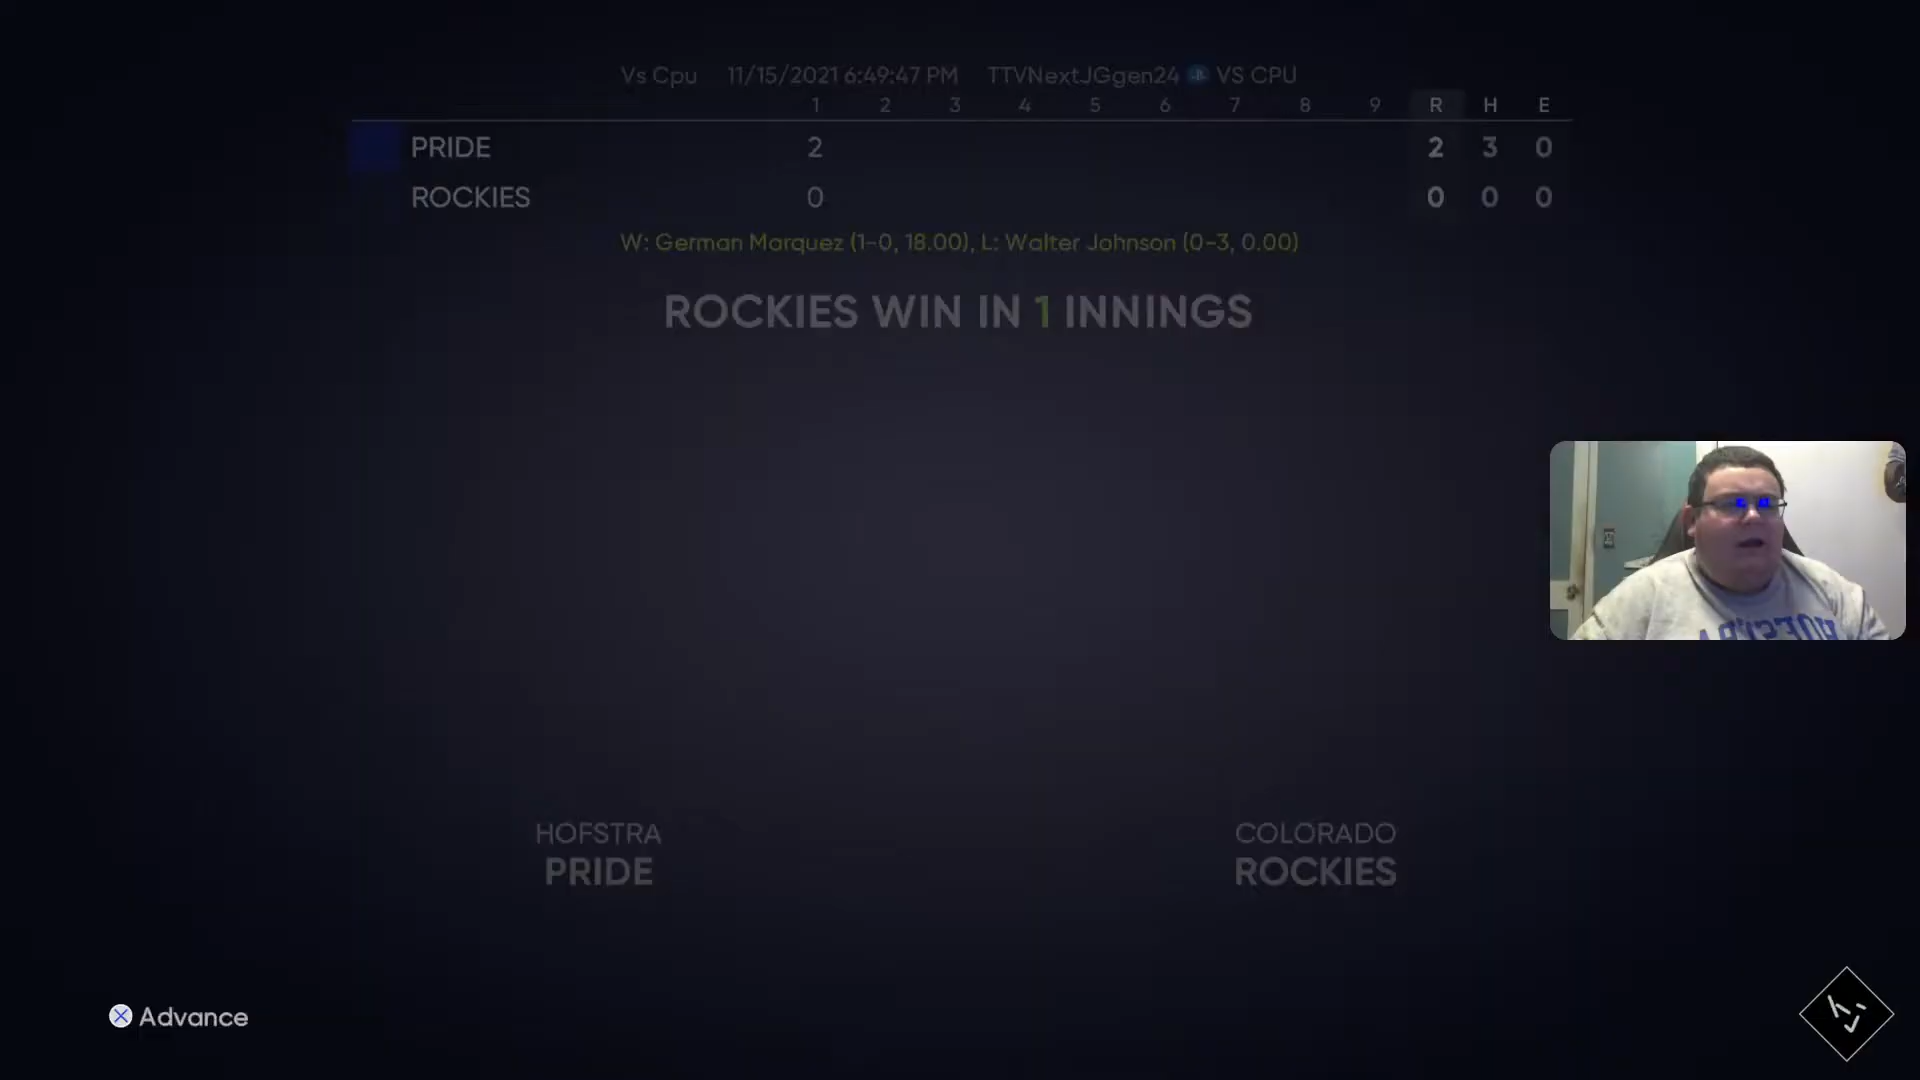 Vs Cpu 11/15/2021 6:49:47 PM TTVNextJGgen24 VS CPU
1 2 3 4 5 6 7 8 9 R H E
PRIDE 2 2 3 0
ROCKIES 0 0 0 0
W: German Marquez (1-0, 18.00), L: Walter Johnson (0-3, 0.00)
ROCKIES WIN IN 1 INNINGS
HOFSTRA
HOFSTRA
PRIDE
COLORADO
ROCKIES
Advance